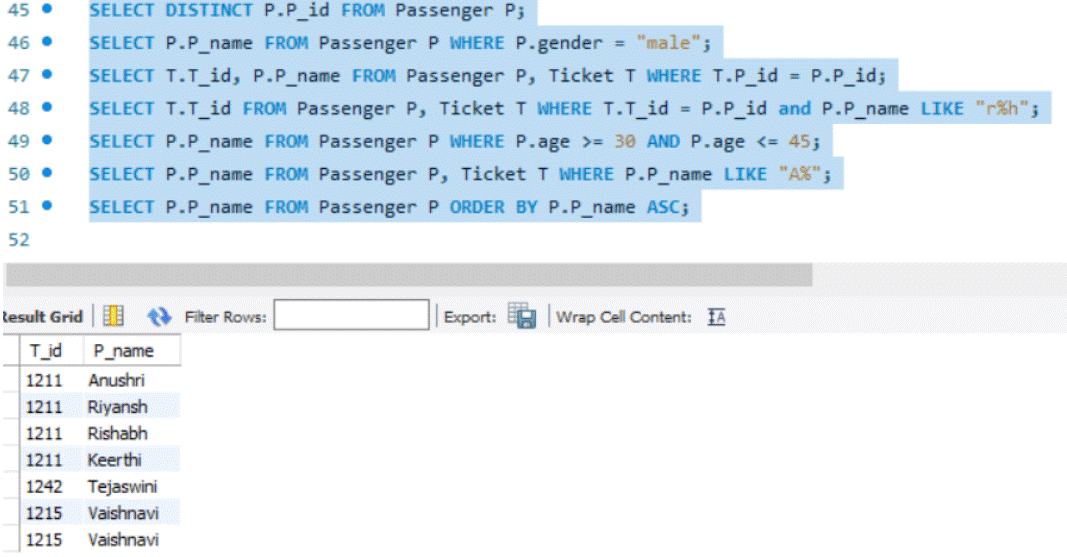 45 SELECT DISTINCT P.P_id FROM Passenger P;
46 SELECT P.P_name FROM Passenger P WHERE P.gender = "male";
47 SELECT T.T_id, P.P_name FROM Passenger P, Ticket T WHERE T.P_id = P.P_id;
48 SELECT T.T_id FROM Passenger P, Ticket T WHERE T.T_id = P.P_id and P.P_name LIKE "r%h";
49 SELECT P.P_name FROM Passenger P WHERE P.age >= 30 AND P.age <= 45;
50 SELECT P.P_name FROM Passenger P, Ticket T WHERE P.P_name LIKE "A%";
51 SELECT P.P_name FROM Passenger P ORDER BY P.P_name ASC;
52
Result Grid Filter Rows: Export: Wrap Cell Content: IA
T_id P_name
1211 Anushri
1211 Riyansh
1211 Rishabh
1211 Keerthi
1242 Tejaswini
1215 Vaishnavi
1215 Vaishnavi